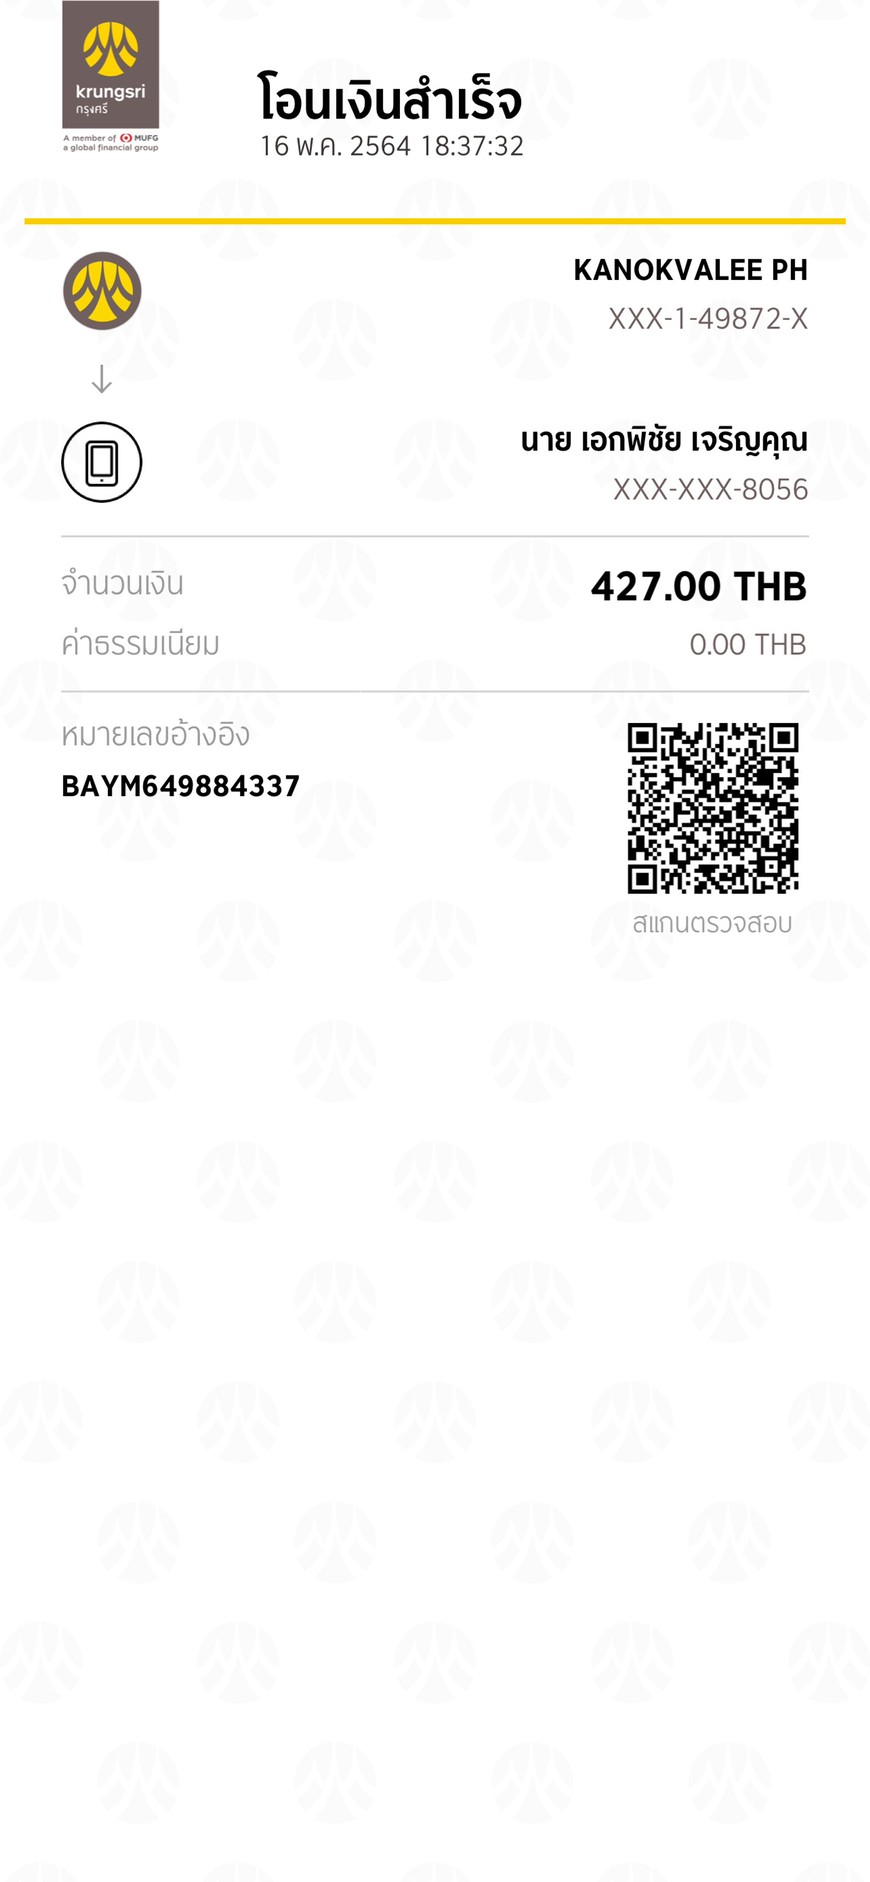 krungsri
กรุงศรี
A member of MUFG
a global financial group
โอนเงินสำเร็จ
16 พ.ค. 2564 18:37:32
KANOKVALEE PH
XXX-1-49872-X
นาย เอกพิชัย เจริญคุณ
XXX-XXX-8056
จำนวนเงิน
427.00 THB
ค่าธรรมเนียม
0.00 THB
หมายเลขอ้างอิง
BAYM649884337
สแกนตรวจสอบ